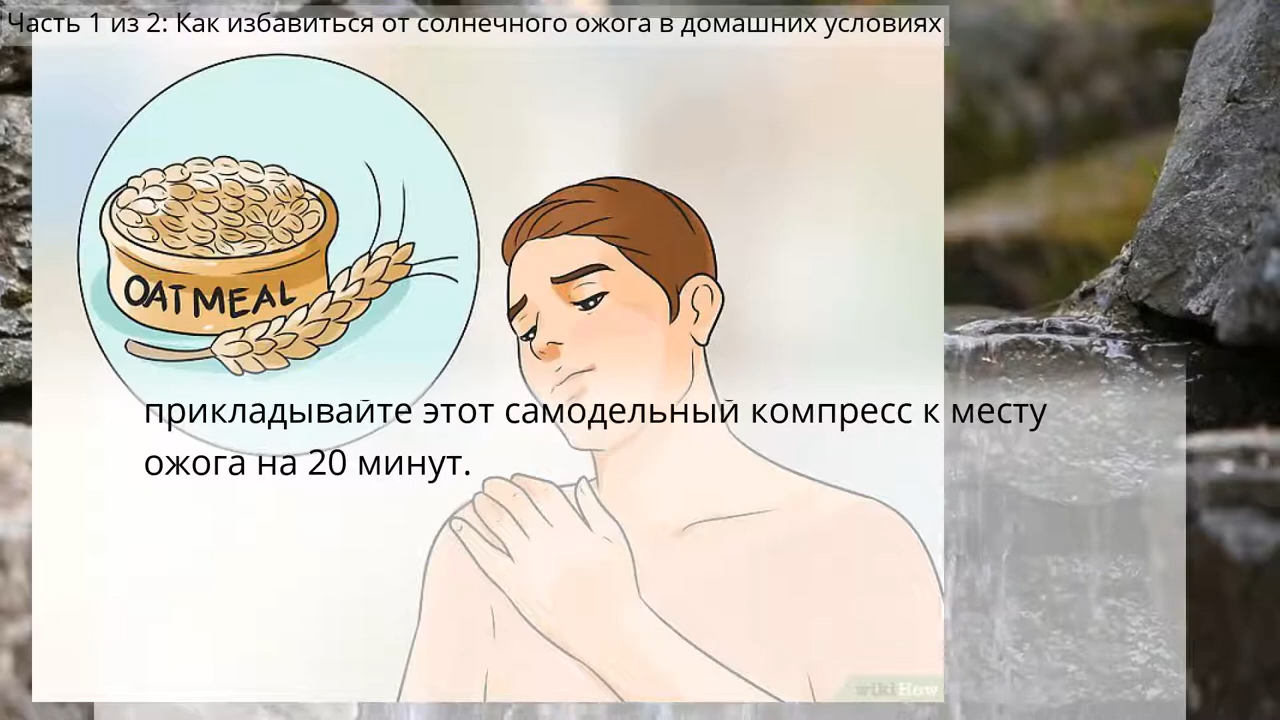 Часть 1 из 2: Как избавиться от солнечного ожога в домашних условиях
OATMEAL
прикладывайте этот самодельный компресс к месту
ожога на 20 минут.
wikiHow